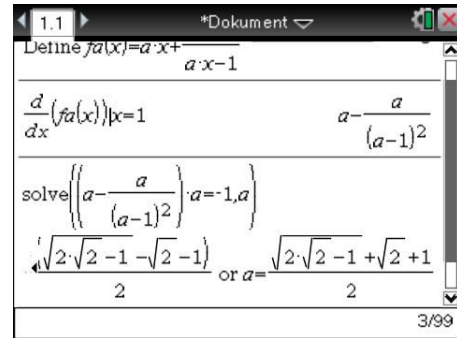 1.1 *Dokument
Define fa(x)=a·x+ a·x−1
d/dx(fa(x))|x=1 a−a/(a−1)²
solve((a−a/(a−1)²)·a=-1,a)
(√(2·√2−1)−√2−1)/2 or a=(√(2·√2−1)+√2+1)/2
3/99